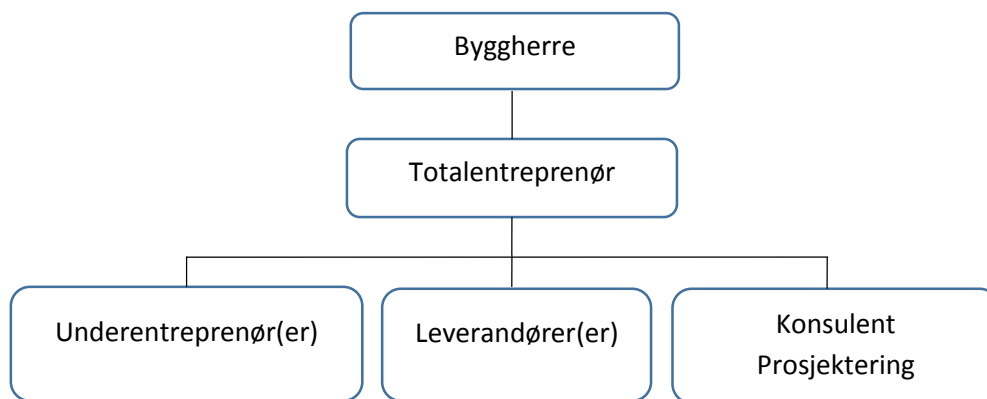 Byggherre
Totalentreprenør
Underentreprenør(er)
Leverandører(er)
Konsulent
Prosjektering